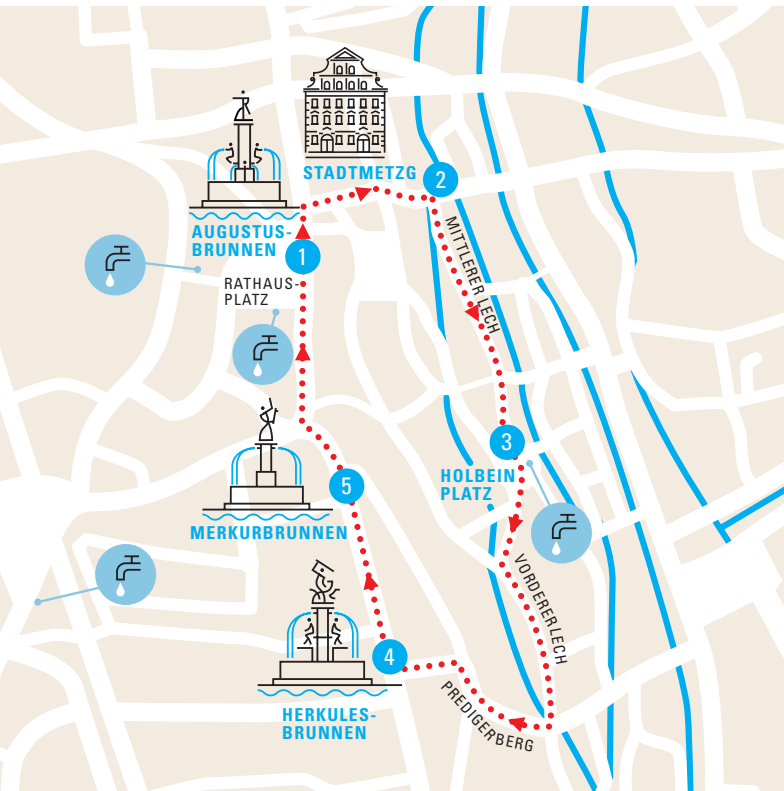 STADTMETZG
2
AUGUSTUS-
BRUNNEN
1
RATHAUS-
PLATZ
MITTLERER LECH
3
HOLBEIN
PLATZ
5
MERKURBRUNNEN
VORDERER LECH
4
PREDIGERBERG
HERKULES-
BRUNNEN